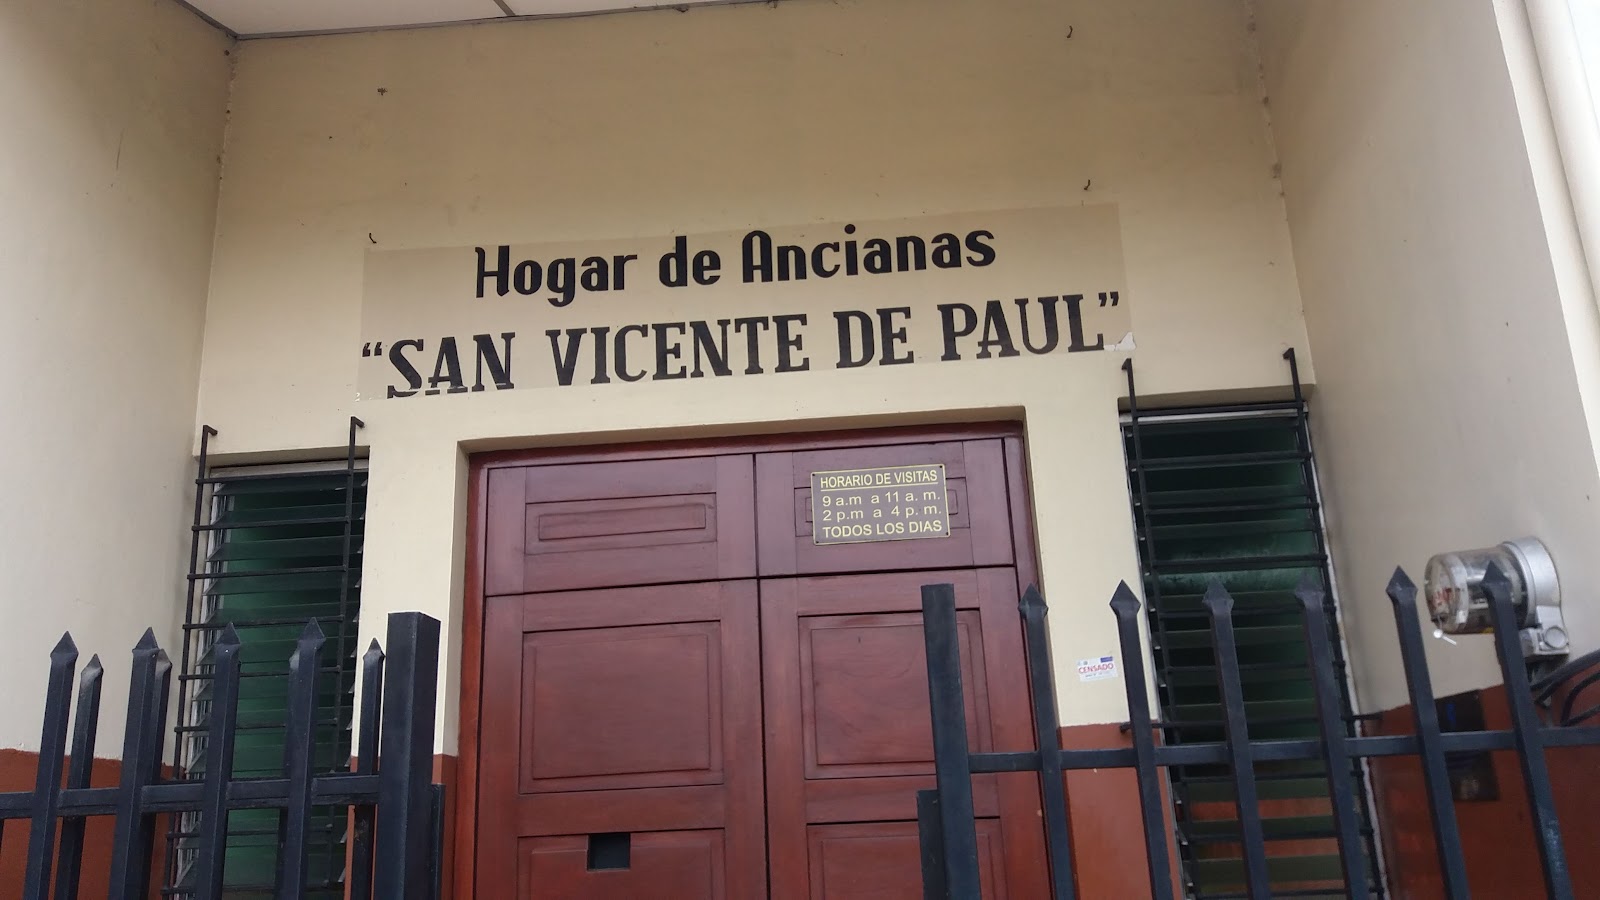 Hogar de Ancianas
“SAN VICENTE DE PAUL”
HORARIO DE VISITAS
9 a.m a 11 a. m.
2 p.m a 4 p. m.
TODOS LOS DIAS
CENSADO